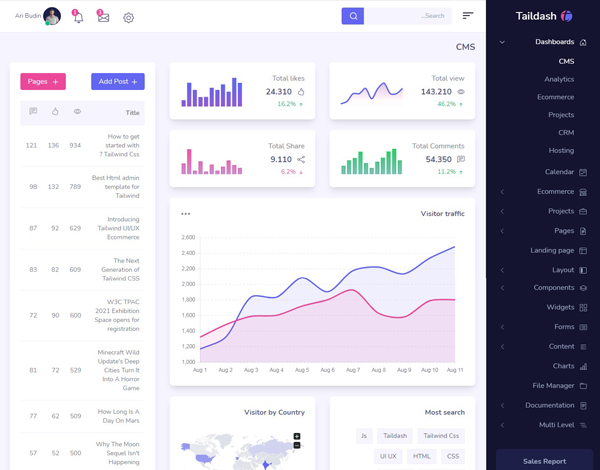 Ari Budin
1
3
Search...
Taildash
CMS
Pages +
Add Post +
Title
121 136 934 How to get
started with
? Tailwind Css
98 132 789 Best Html admin
template for
Tailwind
87 92 629 Introducing
Tailwind UI/UX
Ecommerce
83 82 609 The Next
Generation of
Tailwind CSS
72 90 600 W3C TPAC
2021 Exhibition
Space opens for
registration
81 72 529 Minecraft Wild
Update's Deep
Cities Turn It
Into A Horror
Game
77 62 509 How Long Is A
Day On Mars
57 52 500 Why The Moon
Sequel Isn't
Happening
Total likes
24.310
16.2%
Total view
143.210
46.2%
Total Share
9.110
6.2%
Total Comments
54.350
11.2%
Visitor traffic
2,600
2,400
2,200
2,000
1,800
1,600
1,400
1,200
1,000
Aug 1 Aug 2 Aug 3 Aug 4 Aug 5 Aug 6 Aug 7 Aug 8 Aug 9 Aug 10 Aug 11
Visitor by Country
+
−
Most search
Js Taildash Tailwind Css
UI UX HTML CSS
Dashboards
CMS
Analytics
Ecommerce
Projects
CRM
Hosting
Calendar
Ecommerce
Projects
Pages
Landing page
Layout
Components
Widgets
Forms
Content
Charts
File Manager
Documentation
Multi Level
Sales Report